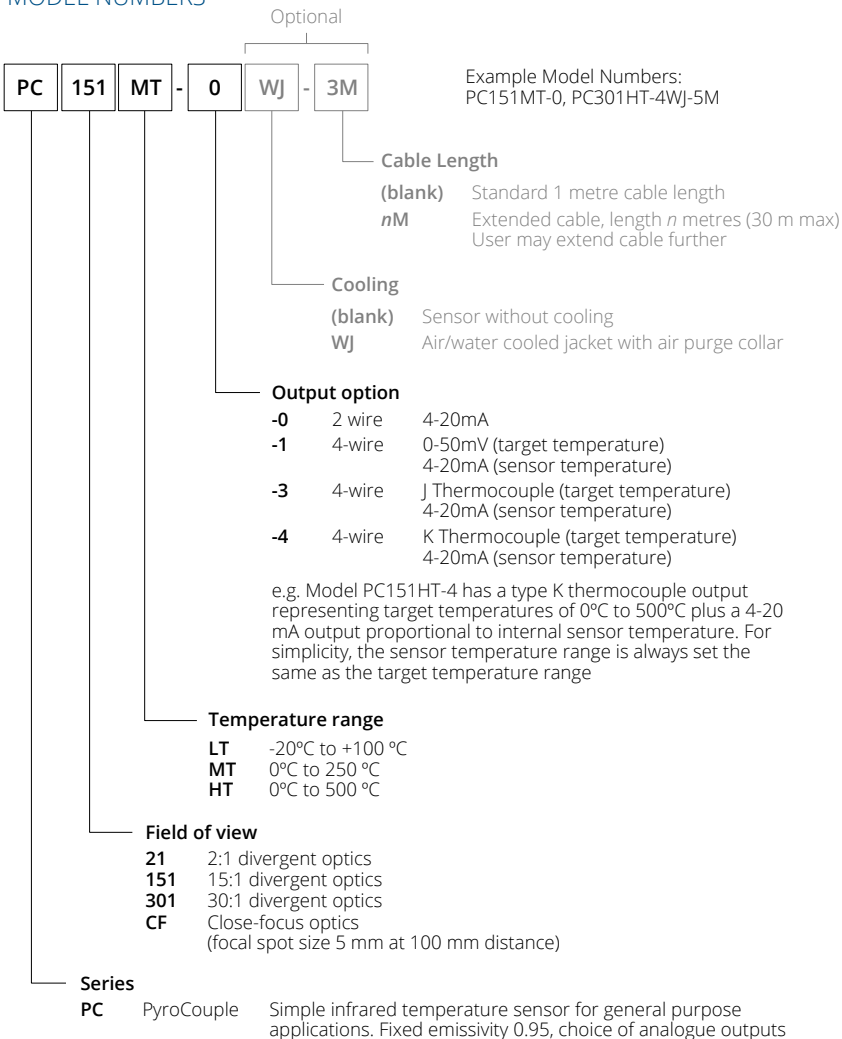 MODEL NUMBERS
Optional
PC 151 MT - 0 WJ - 3M
Example Model Numbers:
PC151MT-0, PC301HT-4WJ-5M
Cable Length
(blank) Standard 1 metre cable length
nM Extended cable, length n metres (30 m max)
User may extend cable further
Cooling
(blank) Sensor without cooling
WJ Air/water cooled jacket with air purge collar
Output option
-0 2 wire 4-20mA
-1 4-wire 0-50mV (target temperature)
4-20mA (sensor temperature)
-3 4-wire J Thermocouple (target temperature)
4-20mA (sensor temperature)
-4 4-wire K Thermocouple (target temperature)
4-20mA (sensor temperature)
e.g. Model PC151HT-4 has a type K thermocouple output
representing target temperatures of 0ºC to 500ºC plus a 4-20
mA output proportional to internal sensor temperature. For
simplicity, the sensor temperature range is always set the
same as the target temperature range
Temperature range
LT -20ºC to +100 ºC
MT 0ºC to 250 ºC
HT 0ºC to 500 ºC
Field of view
21 2:1 divergent optics
151 15:1 divergent optics
301 30:1 divergent optics
CF Close-focus optics
(focal spot size 5 mm at 100 mm distance)
Series
PC PyroCouple Simple infrared temperature sensor for general purpose
applications. Fixed emissivity 0.95, choice of analogue outputs